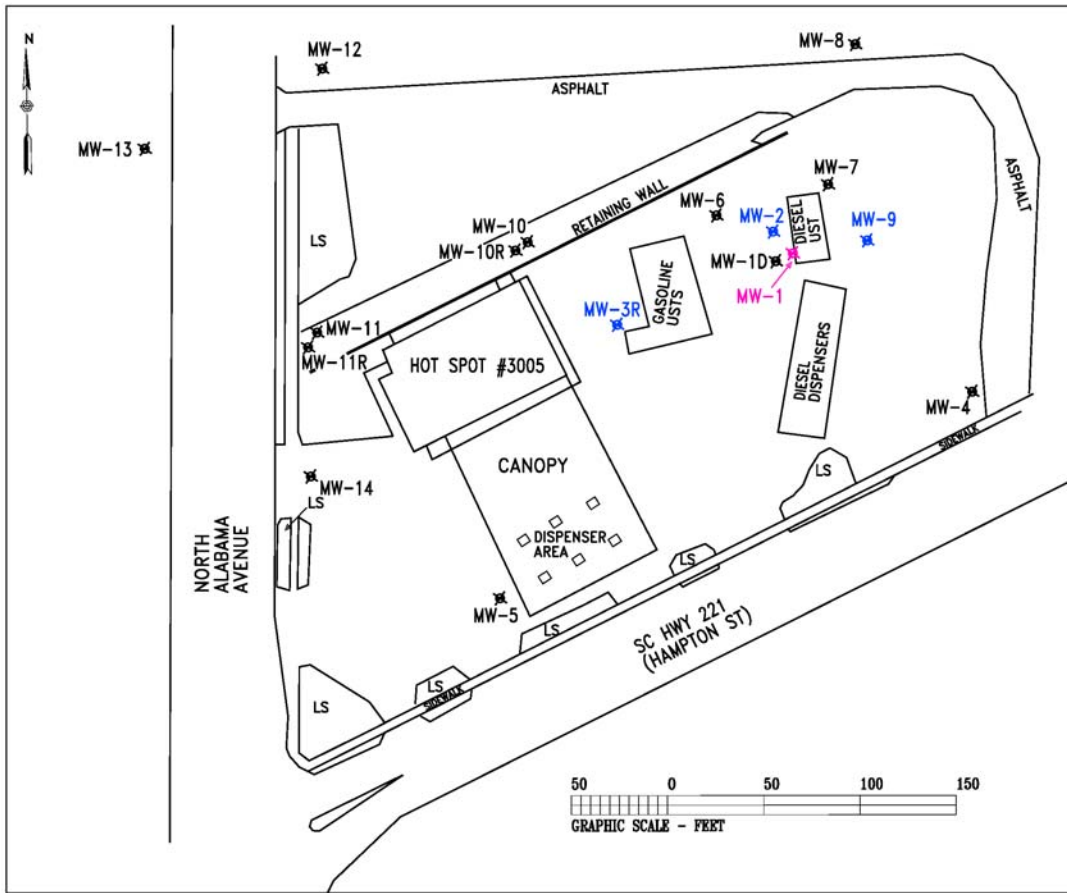 N
MW-12
MW-8
ASPHALT
MW-13
ASPHALT
MW-7
MW-6
RETAINING WALL
MW-2
DIESEL
UST
MW-9
MW-10
MW-10R
LS
MW-1D
MW-1
GASOLINE
USTS
MW-3R
MW-11
MW-11R
HOT SPOT #3005
DIESEL
DISPENSERS
MW-4
SIDEWALK
CANOPY
LS
MW-14
LS
DISPENSER
AREA
NORTH
ALABAMA
AVENUE
LS
MW-5
LS
SC HWY 221
(HAMPTON ST)
LS
SIDEWALK
LS
50 0 50 100 150
GRAPHIC SCALE - FEET